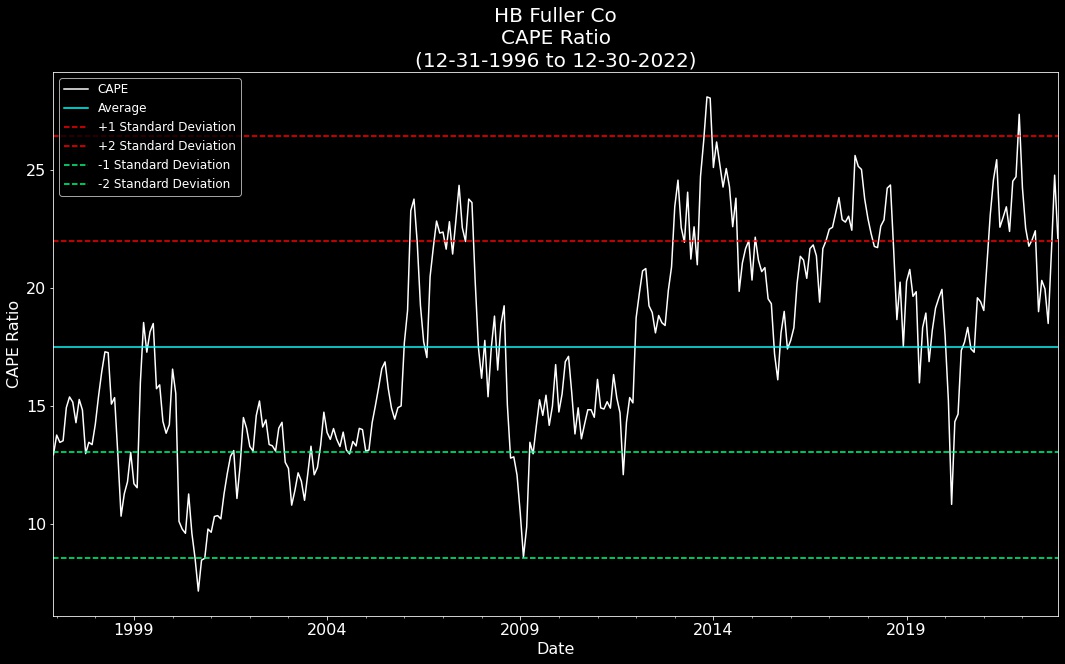 HB Fuller Co
CAPE Ratio
(12-31-1996 to 12-30-2022)
CAPE
Average
+1 Standard Deviation
+2 Standard Deviation
-1 Standard Deviation
-2 Standard Deviation
CAPE Ratio
25
20
15
10
1999 2004 2009 2014 2019
Date